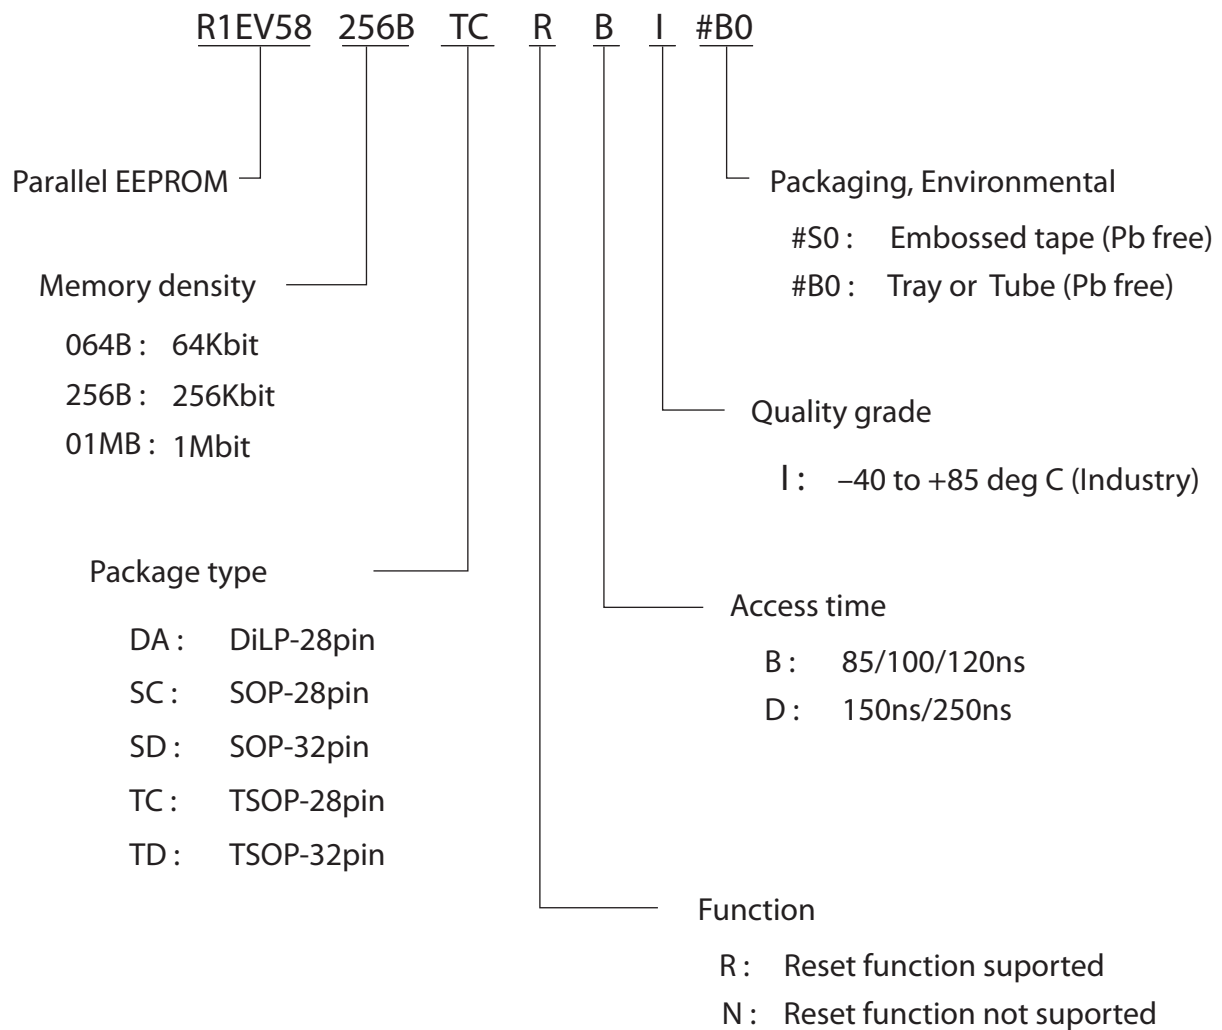 R1EV58 256B TC R B I #B0
Parallel EEPROM
Packaging, Environmental
#S0 : Embossed tape (Pb free)
#B0 : Tray or Tube (Pb free)
Memory density
064B : 64Kbit
256B : 256Kbit
01MB : 1Mbit
Quality grade
I : –40 to +85 deg C (Industry)
Package type
DA : DiLP-28pin
SC : SOP-28pin
SD : SOP-32pin
TC : TSOP-28pin
TD : TSOP-32pin
Access time
B : 85/100/120ns
D : 150ns/250ns
Function
R : Reset function suported
N : Reset function not suported